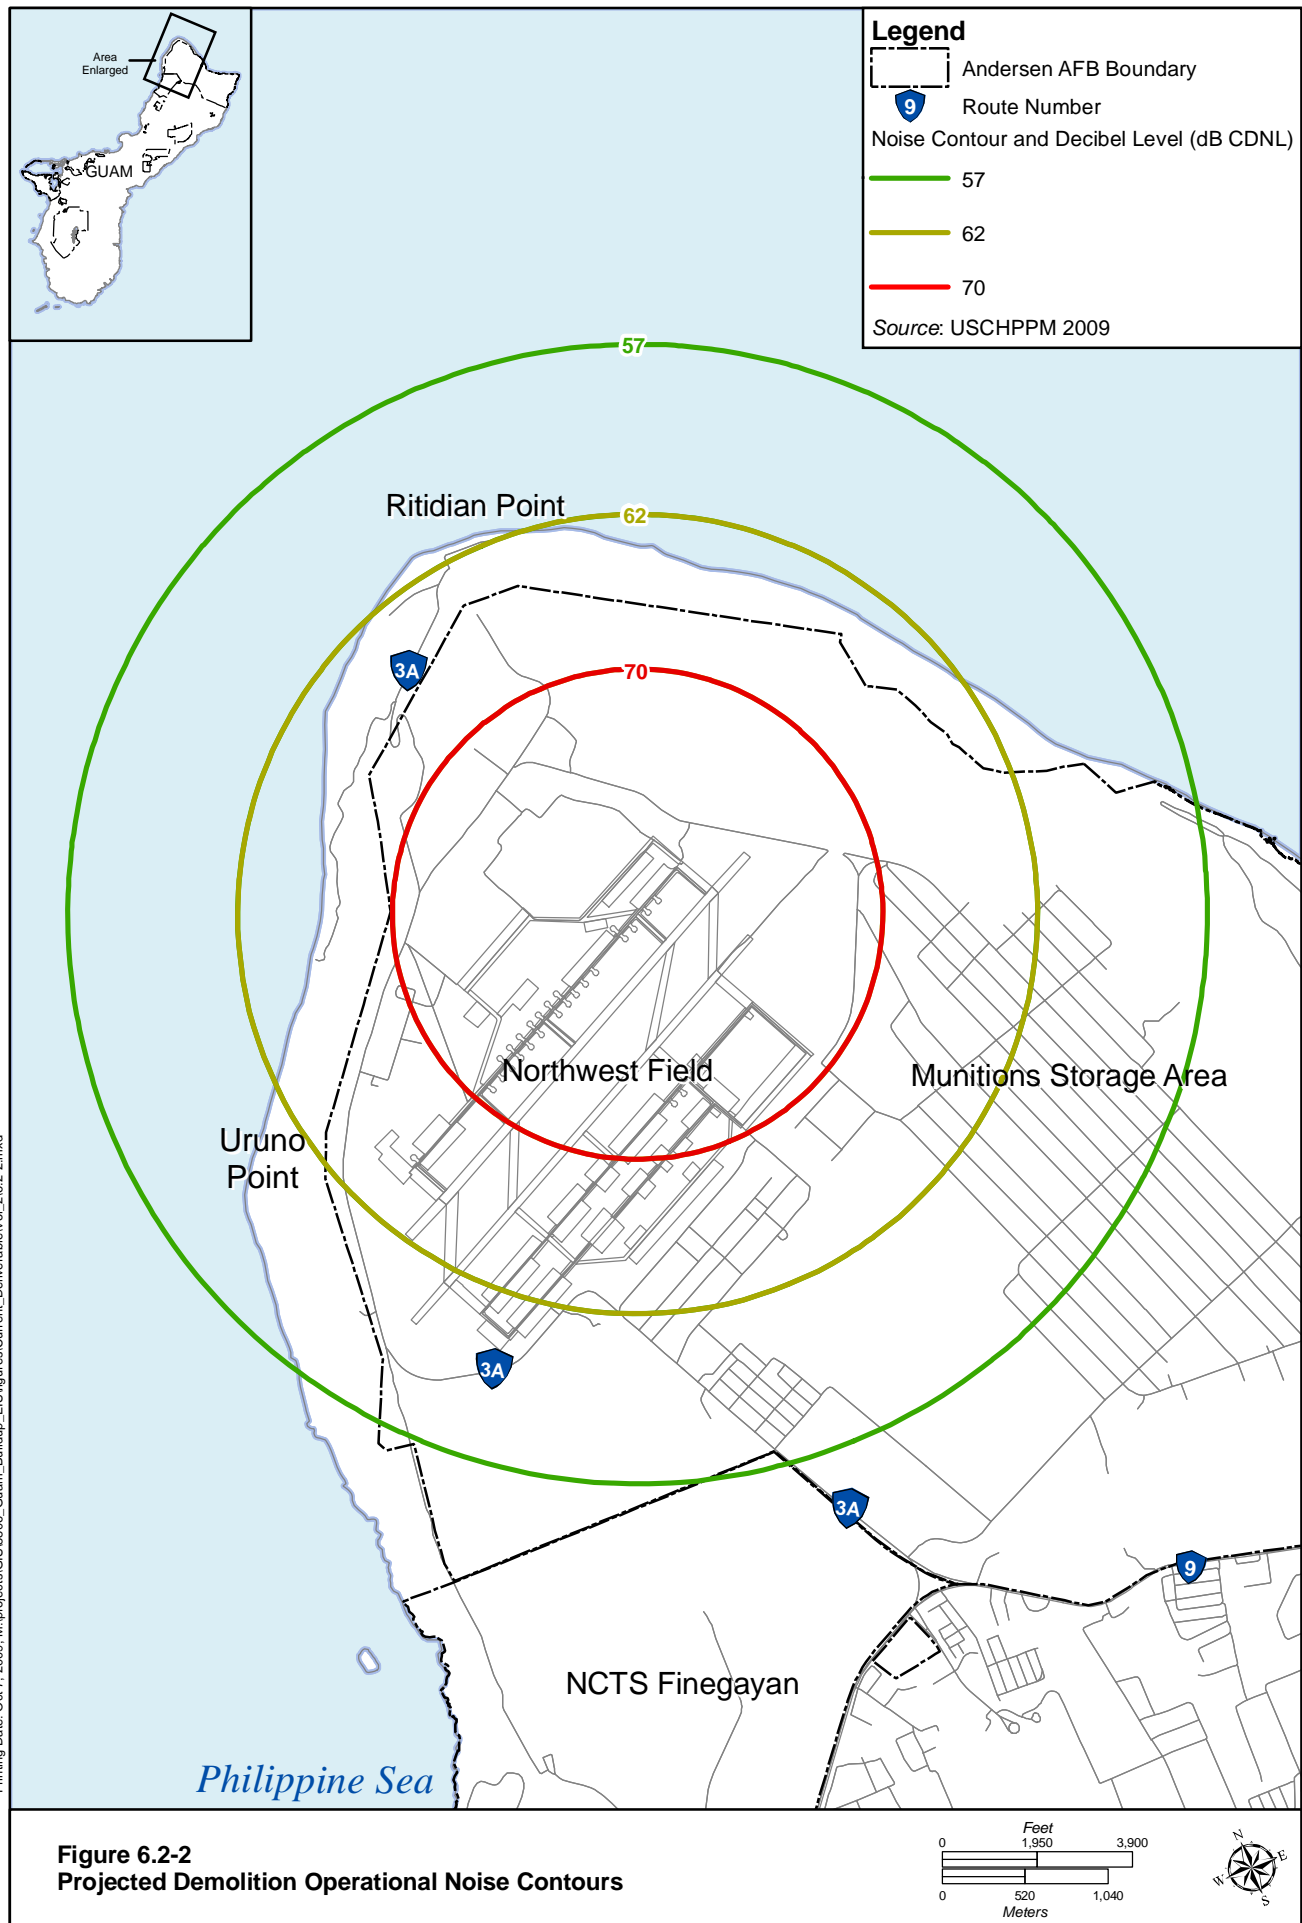 Area
Enlarged
GUAM
Legend
Andersen AFB Boundary
9
Route Number
Noise Contour and Decibel Level (dB CDNL)
57
62
70
Source: USCHPPM 2009
57
Ritidian Point
62
3A
70
Northwest Field
Munitions Storage Area
Uruno
Point
3A
3A
9
NCTS Finegayan
Philippine Sea
Figure 6.2-2
Projected Demolition Operational Noise Contours
Feet
0 1,950 3,900
0 520 1,040
Meters
N
E
S
W